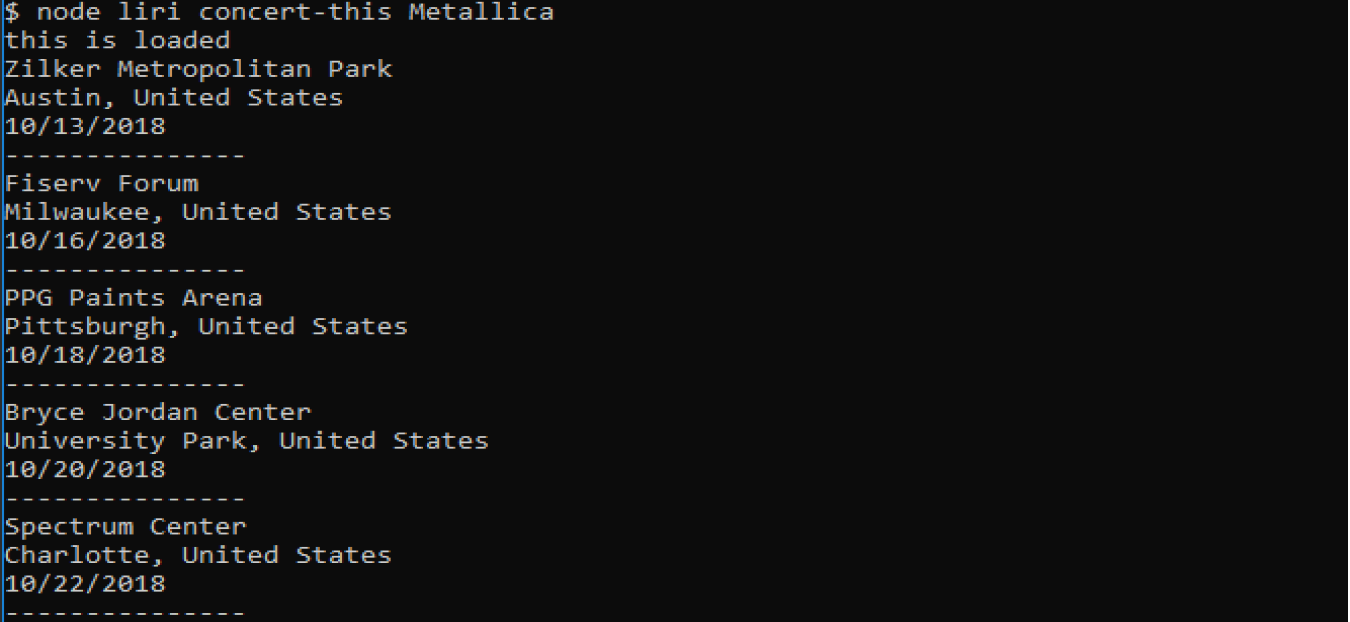 $ node liri concert-this Metallica
this is loaded
Zilker Metropolitan Park
Austin, United States
10/13/2018
---------------
Fiserv Forum
Milwaukee, United States
10/16/2018
---------------
PPG Paints Arena
Pittsburgh, United States
10/18/2018
---------------
Bryce Jordan Center
University Park, United States
10/20/2018
---------------
Spectrum Center
Charlotte, United States
10/22/2018
---------------